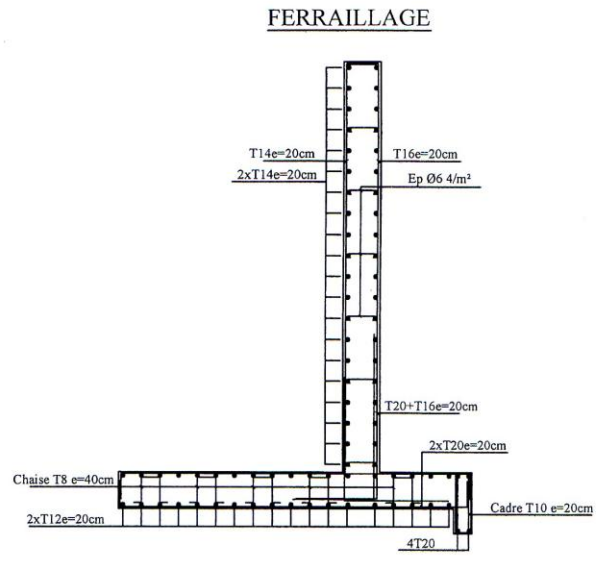 FERRAILLAGE
T14e=20cm
T16e=20cm
2xT14e=20cm
Ep Ø6 4/m²
T20+T16e=20cm
2xT20e=20cm
Chaise T8 e=40cm
Cadre T10 e=20cm
2xT12e=20cm
4T20